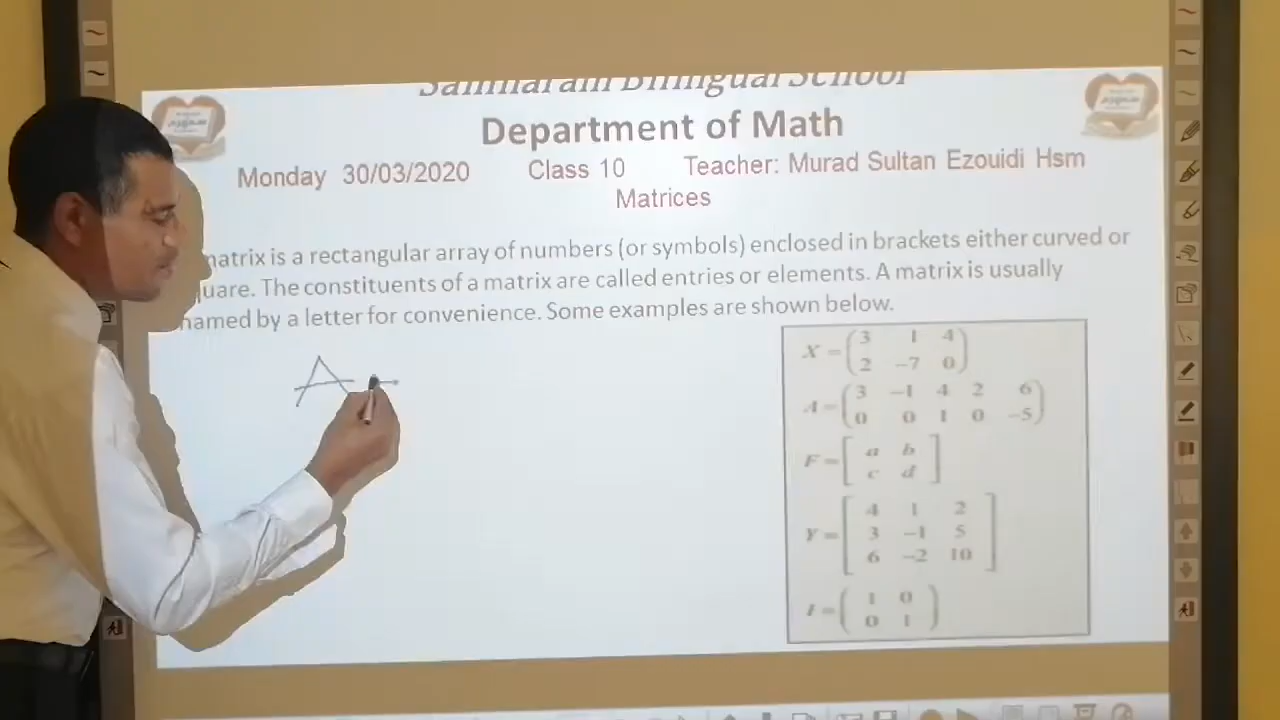 Department of Math
Monday 30/03/2020 Class 10 Teacher: Murad Sultan Ezouidi Hsm
Matrices
matrix is a rectangular array of numbers (or symbols) enclosed in brackets either curved or
quare. The constituents of a matrix are called entries or elements. A matrix is usually
named by a letter for convenience. Some examples are shown below.
A =
X = ( 3 1 4
2 -7 0 )
A = ( 3 -1 4 2 6
0 0 1 0 -5 )
F = [ a b
c d ]
Y = [ 4 1 2
3 -1 5
6 -2 10 ]
I = ( 1 0
0 1 )